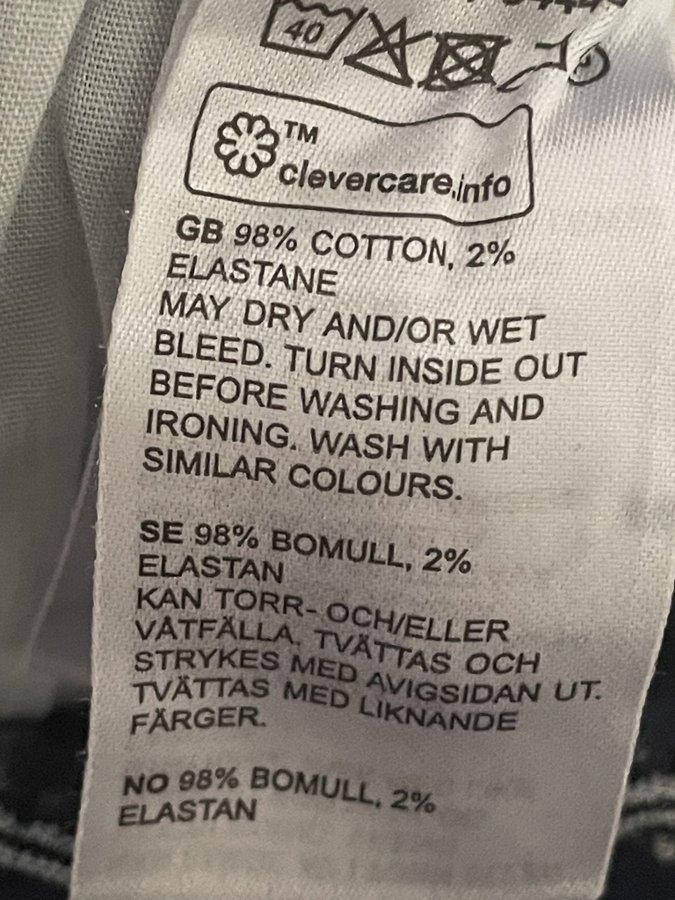 40
TM
clevercare.info
GB 98% COTTON, 2%
ELASTANE
MAY DRY AND/OR WET
BLEED. TURN INSIDE OUT
BEFORE WASHING AND
IRONING. WASH WITH
SIMILAR COLOURS.
SE 98% BOMULL, 2%
ELASTAN
KAN TORR- OCH/ELLER
VÅTFÄLLA. TVÄTTAS OCH
STRYKES MED AVIGSIDAN UT.
TVÄTTAS MED LIKNANDE
FÄRGER.
NO 98% BOMULL, 2%
ELASTAN